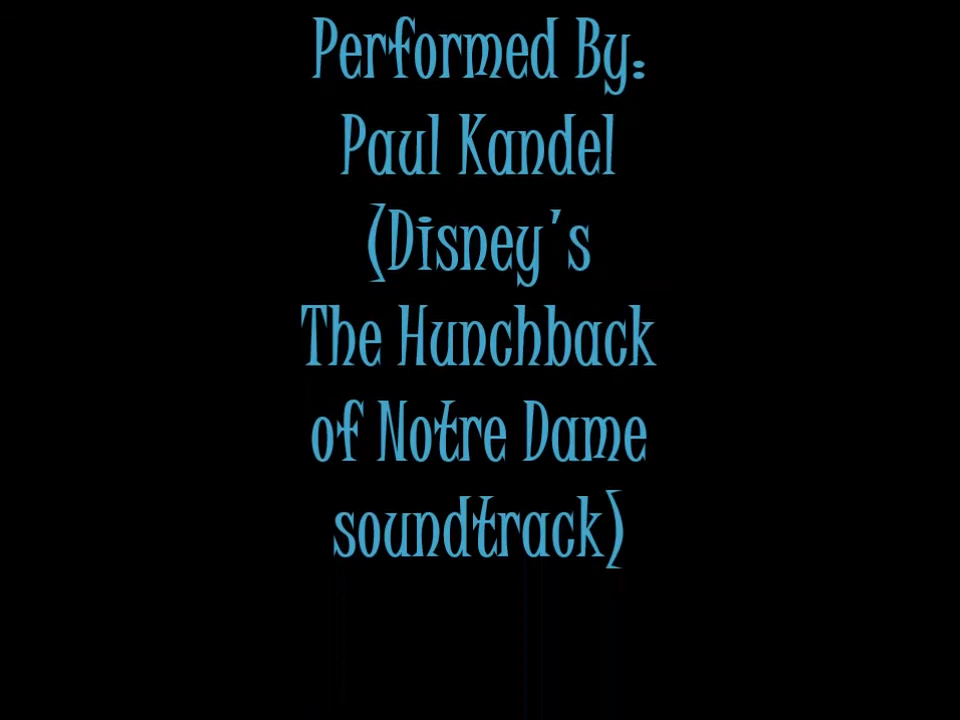 Performed By:
Paul Kandel
(Disney's
The Hunchback
of Notre Dame
soundtrack)